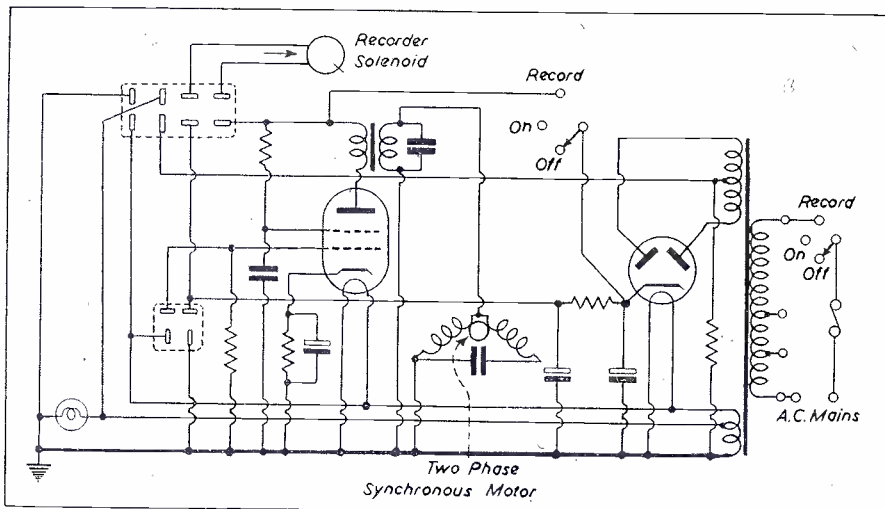 Recorder
Solenoid
Record
On
Off
Record
On
Off
A.C. Mains
Two Phase
Synchronous Motor